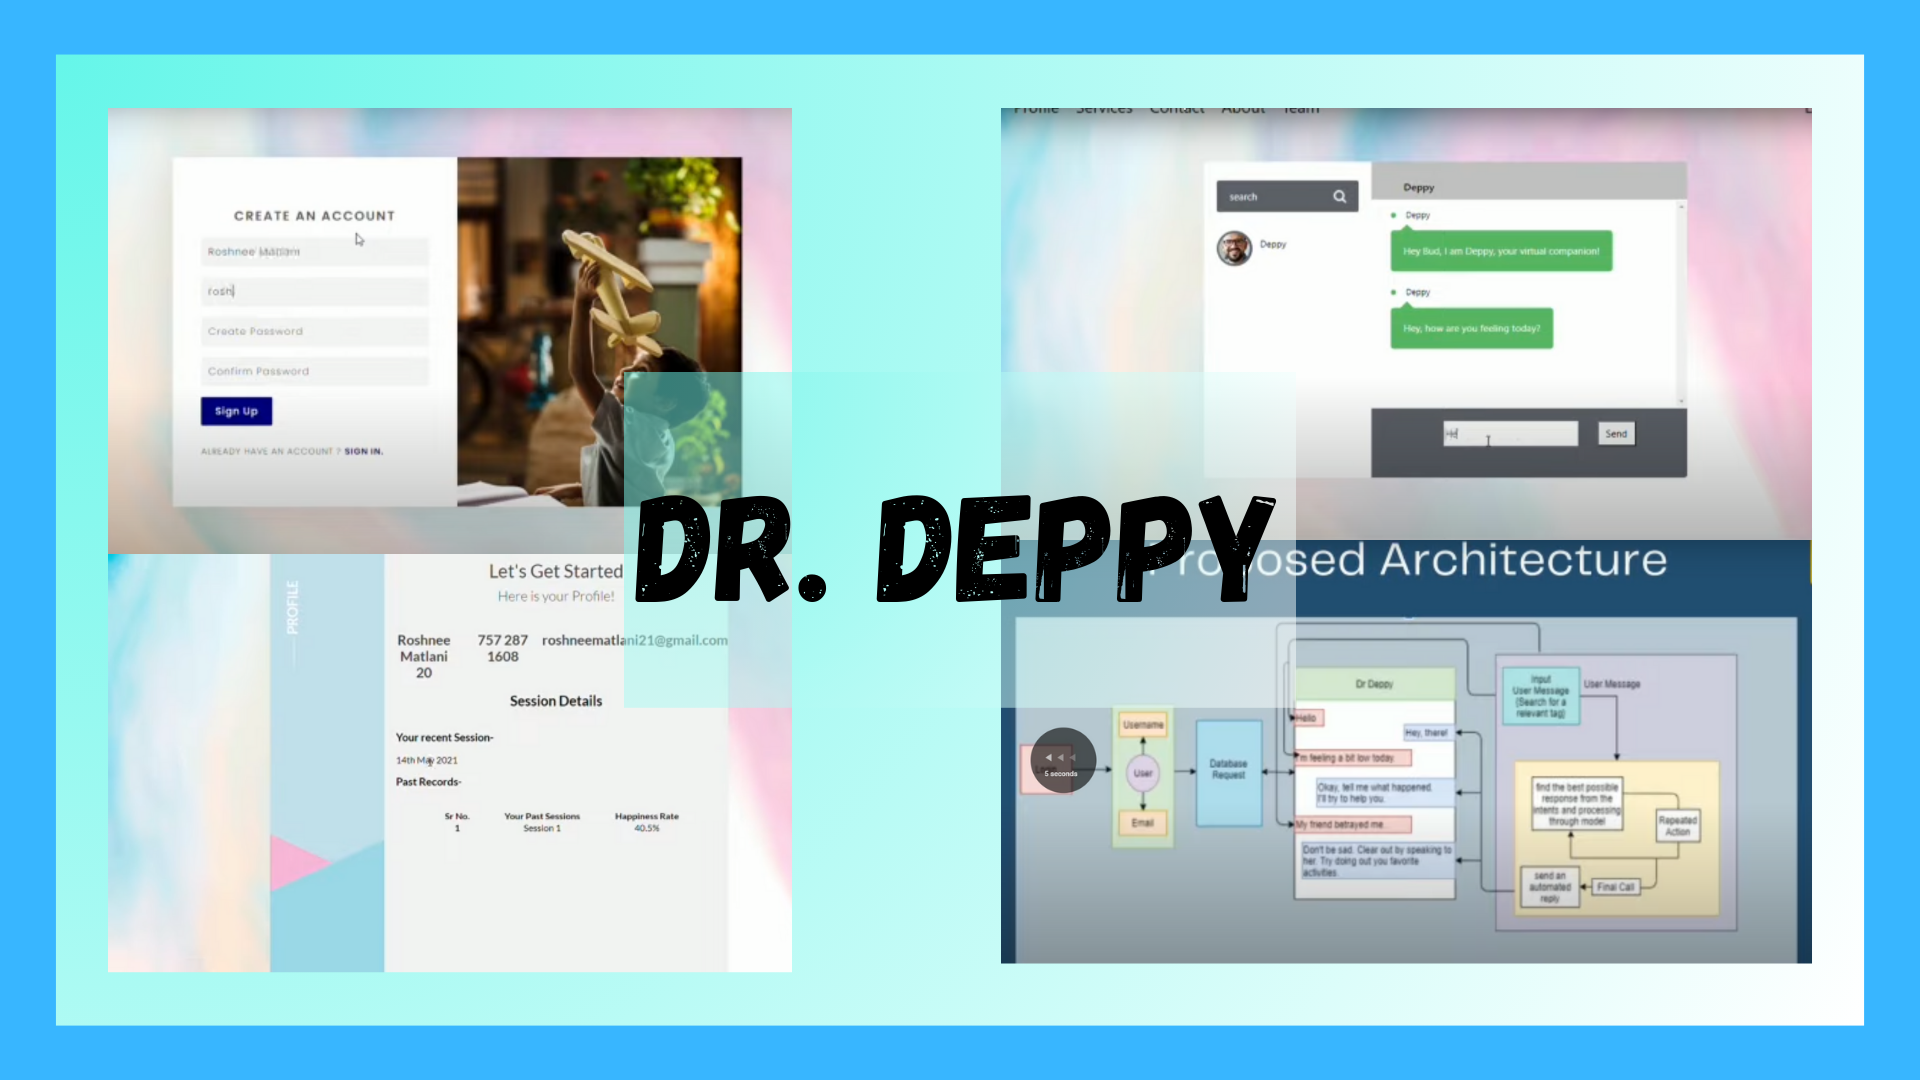 CREATE AN ACCOUNT
Roshnee
rosh
Create Password
Confirm Password
Sign Up
ALREADY HAVE AN ACCOUNT ? SIGN IN.
Profile Services Contact About Team
search
Deppy
Deppy
Deppy
Hey Bud, I am Deppy, your virtual companion!
Deppy
Hey, how are you feeling today?
Send
DR. DEPPY
PROFILE
Let's Get Started
Here is your Profile!
Roshnee
Matlani
20
757 287
1608
roshneematlani21@gmail.com
Session Details
Your recent Session-
14th May 2021
Past Records-
Sr No. Your Past Sessions Happiness Rate
1 Session 1 40.5%
Proposed Architecture
5 seconds
Username
User
Email
Database
Request
Dr Deppy
Hello
Hey, there!
I'm feeling a bit low today.
Okay, tell me what happened.
I'll try to help you.
My friend betrayed me
Don't be sad. Clear out by speaking to
her. Try doing out you favorite
activities
Input
User Message
(Search for a
relevant tag)
User Message
find the best possible
response from the
intents and processing
through model
Repeated
Action
Final Call
send an
automated
reply